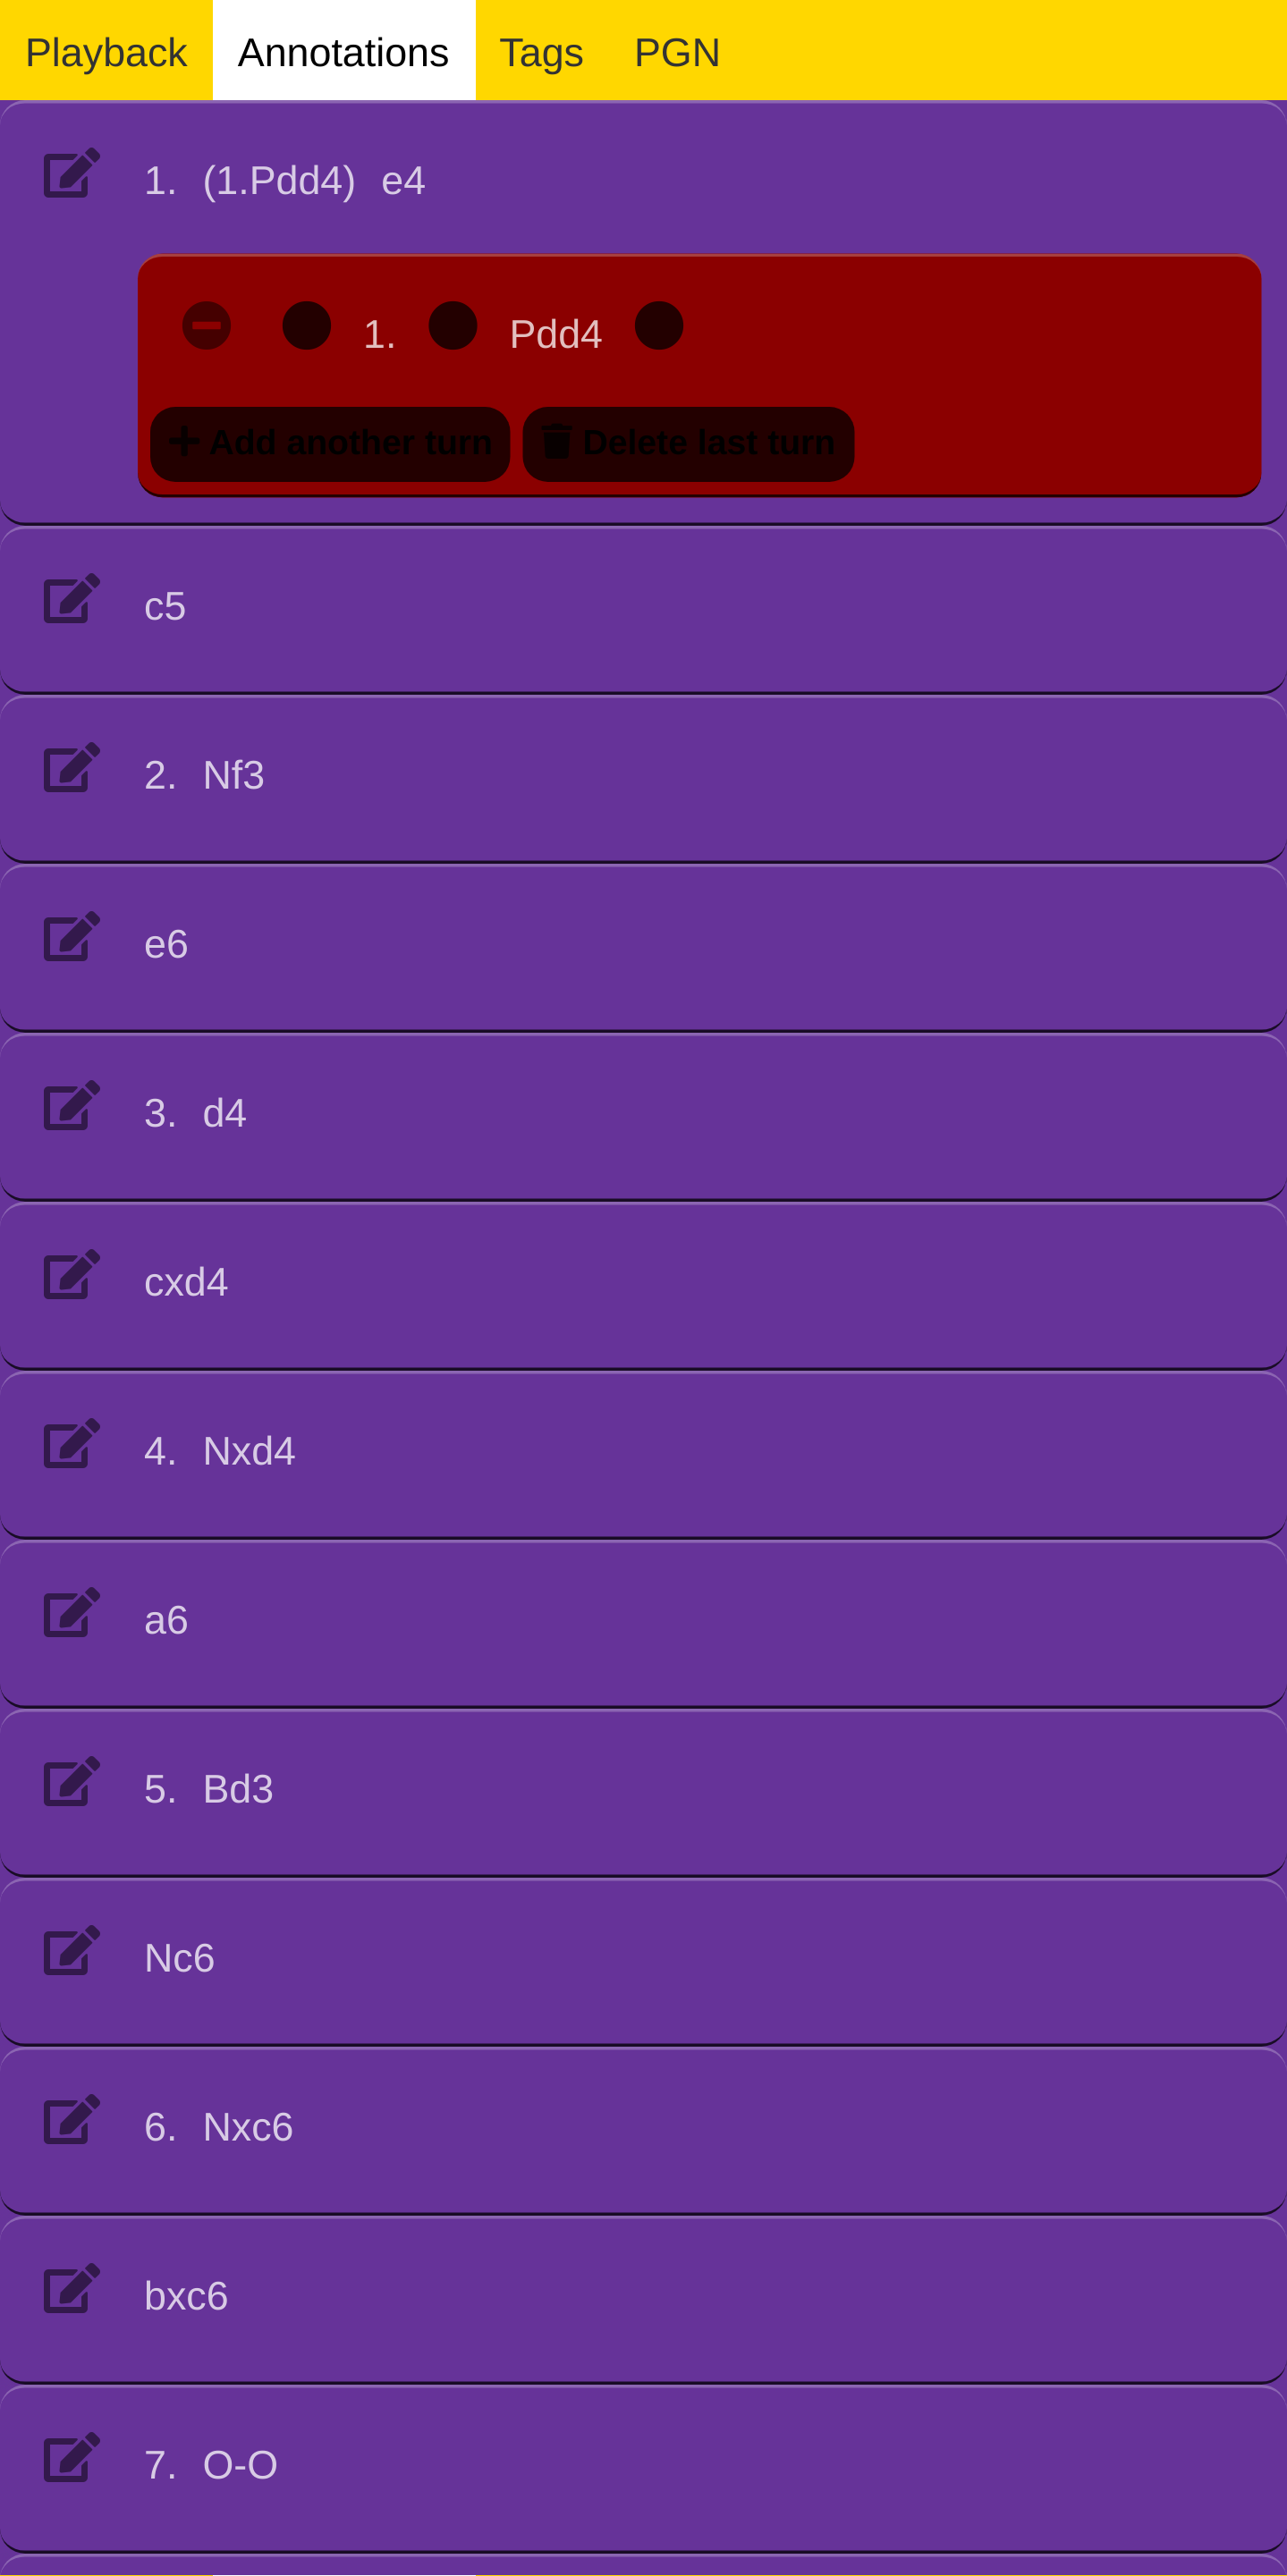 Playback Annotations Tags PGN
1. (1.Pdd4) e4
1. Pdd4
Add another turn Delete last turn
c5
2. Nf3
e6
3. d4
cxd4
4. Nxd4
a6
5. Bd3
Nc6
6. Nxc6
bxc6
7. O-O